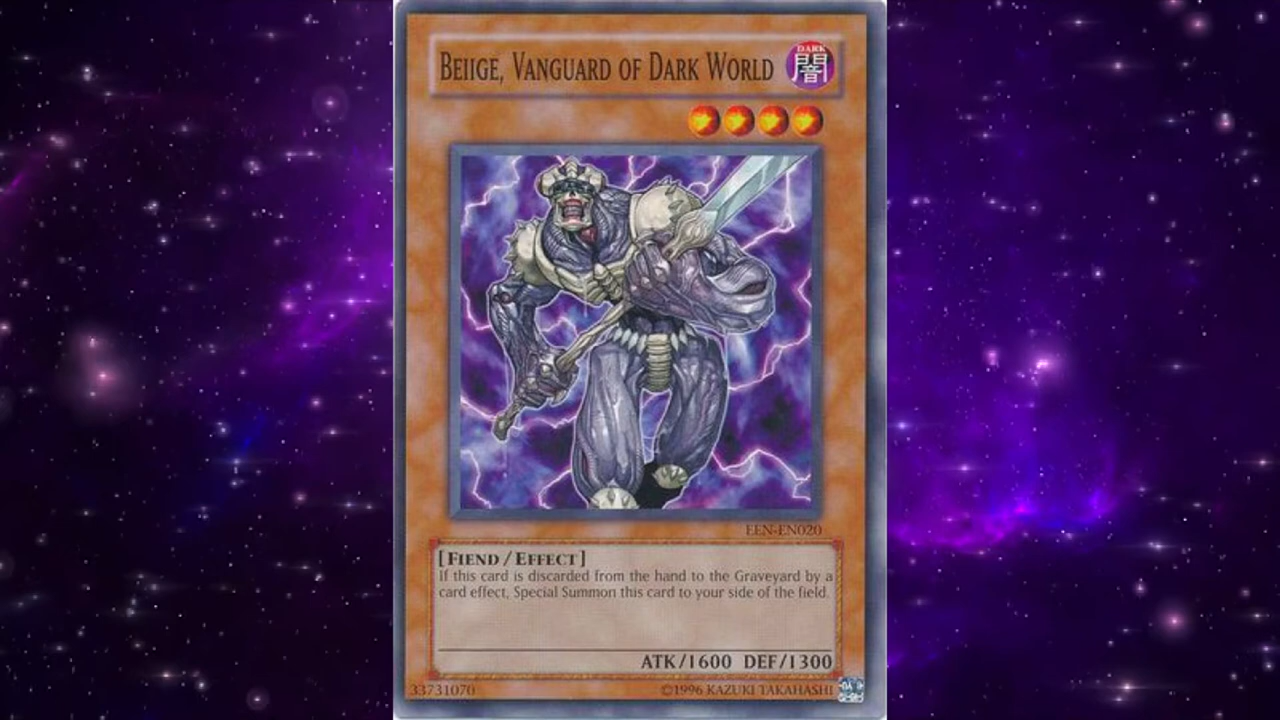 BEIIGE, VANGUARD OF DARK WORLD
DARK
闇
EEN-EN020
[FIEND/EFFECT]
If this card is discarded from the hand to the Graveyard by a
card effect, Special Summon this card to your side of the field.
ATK/1600 DEF/1300
33731070
©1996 KAZUKI TAKAHASHI